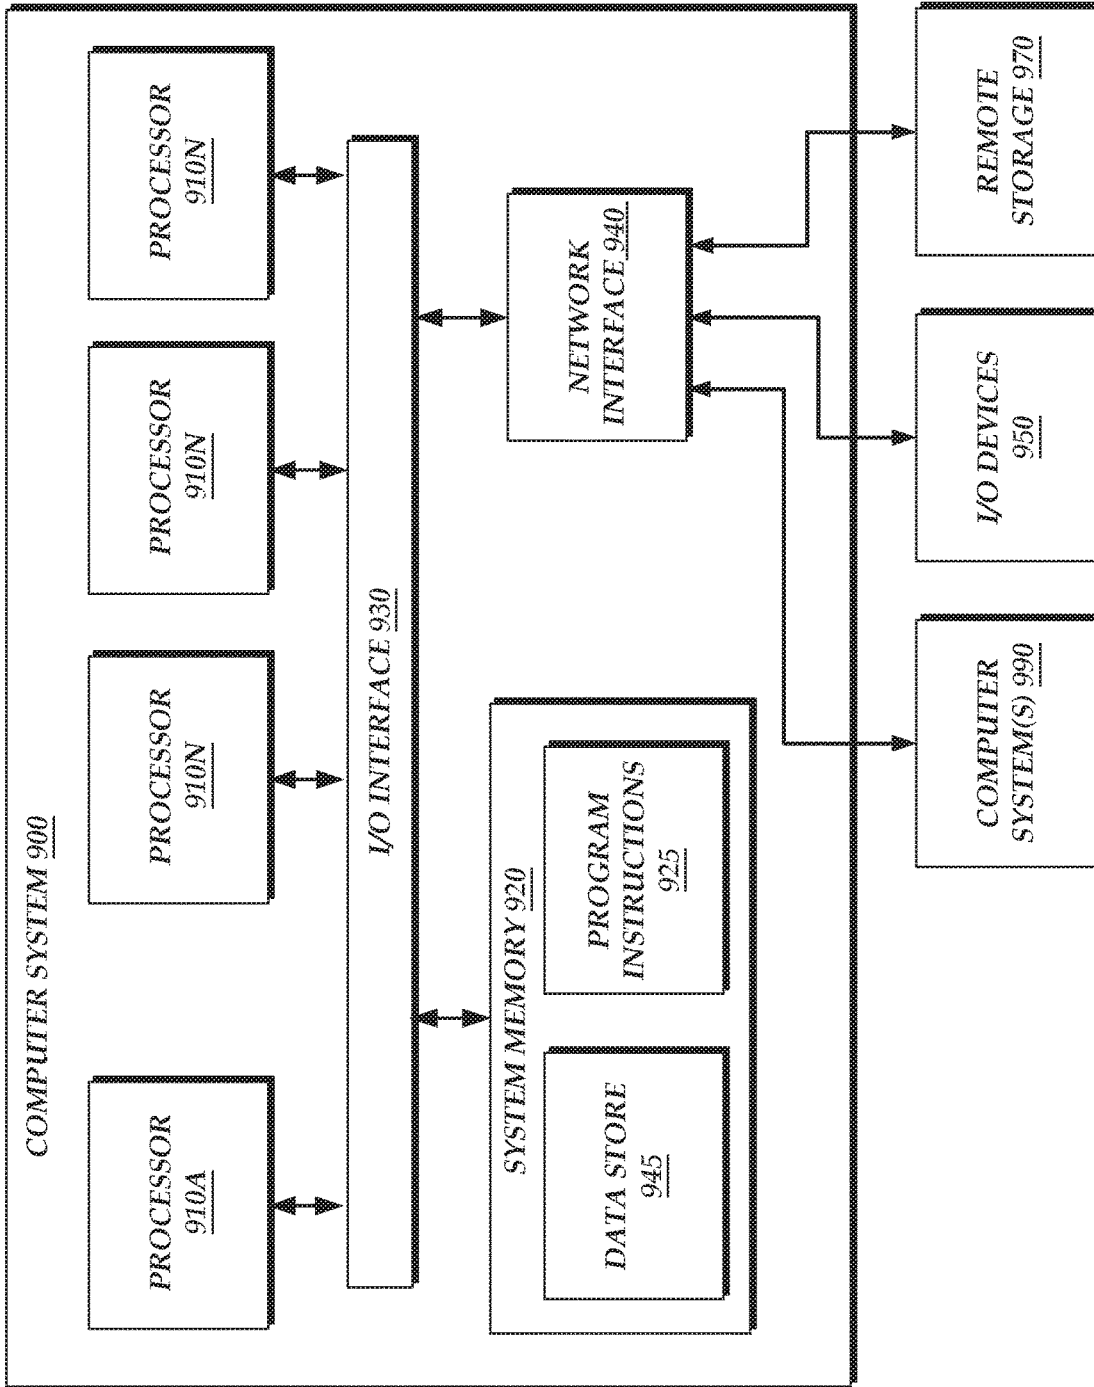 COMPUTER SYSTEM 900
PROCESSOR
910A
PROCESSOR
910N
PROCESSOR
910N
PROCESSOR
910N
I/O INTERFACE 930
SYSTEM MEMORY 920
DATA STORE
945
PROGRAM
INSTRUCTIONS
925
NETWORK
INTERFACE 940
COMPUTER
SYSTEM(S) 990
I/O DEVICES
950
REMOTE
STORAGE 970